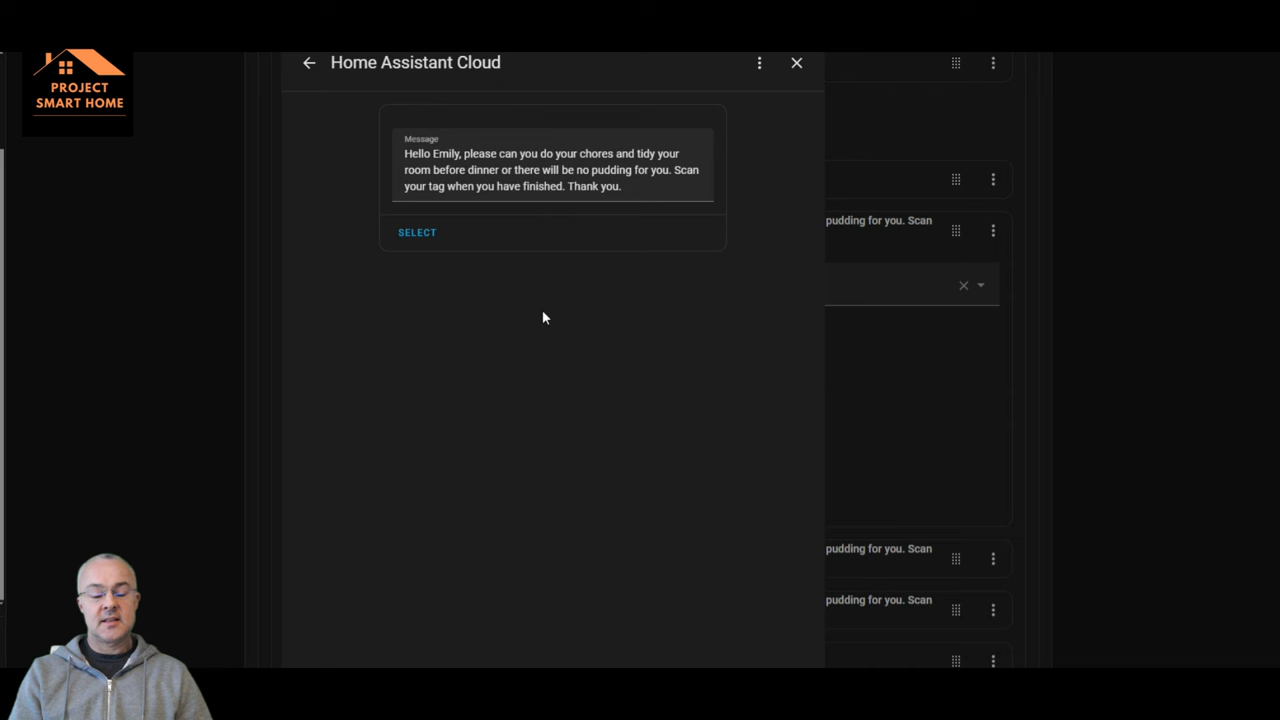 PROJECT
SMART HOME
Home Assistant Cloud
Message
Hello Emily, please can you do your chores and tidy your
room before dinner or there will be no pudding for you. Scan
your tag when you have finished. Thank you.
SELECT
pudding for you. Scan
pudding for you. Scan
pudding for you. Scan